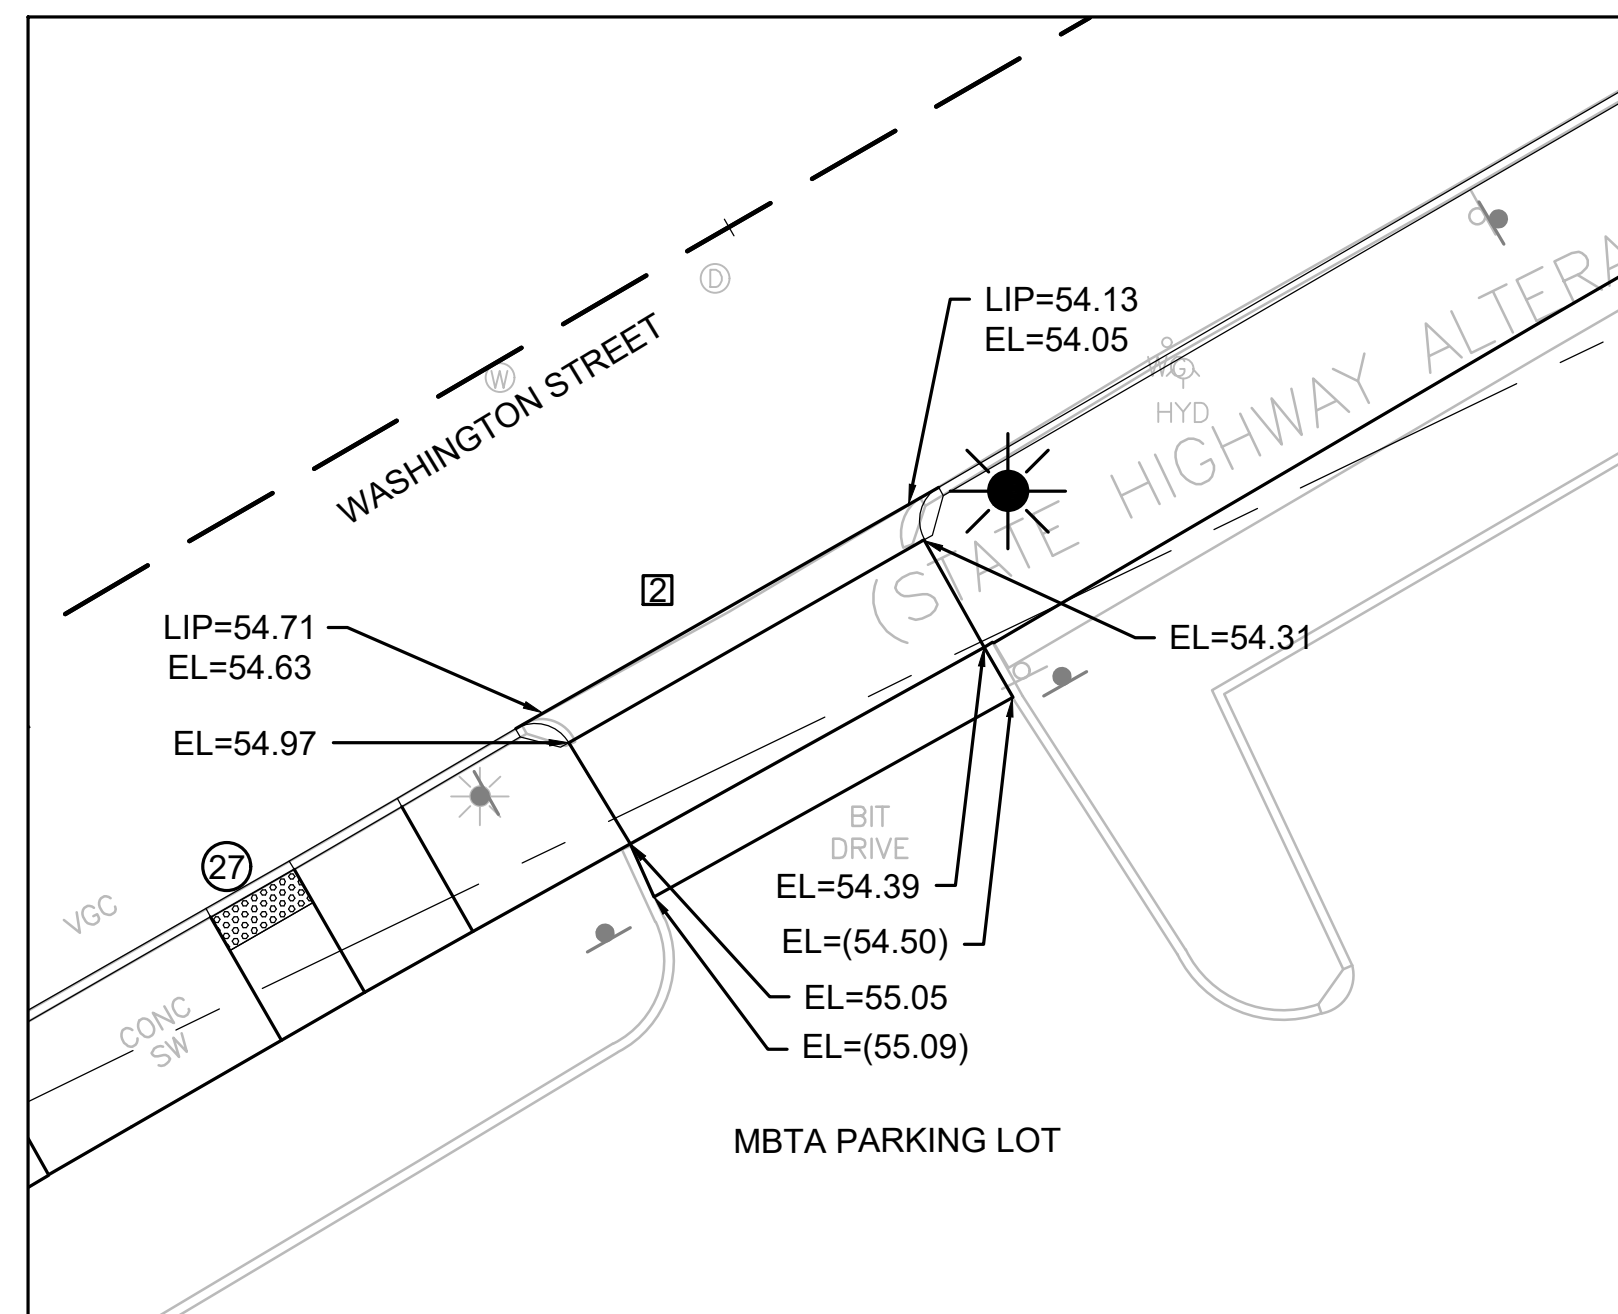 D
W
WASHINGTON STREET
LIP=54.13
EL=54.05
WG
HYD
(STATE HIGHWAY ALTERA
2
LIP=54.71
EL=54.63
EL=54.31
EL=54.97
BIT
DRIVE
27
EL=54.39
VGC
EL=(54.50)
EL=55.05
CONC
SW
EL=(55.09)
MBTA PARKING LOT